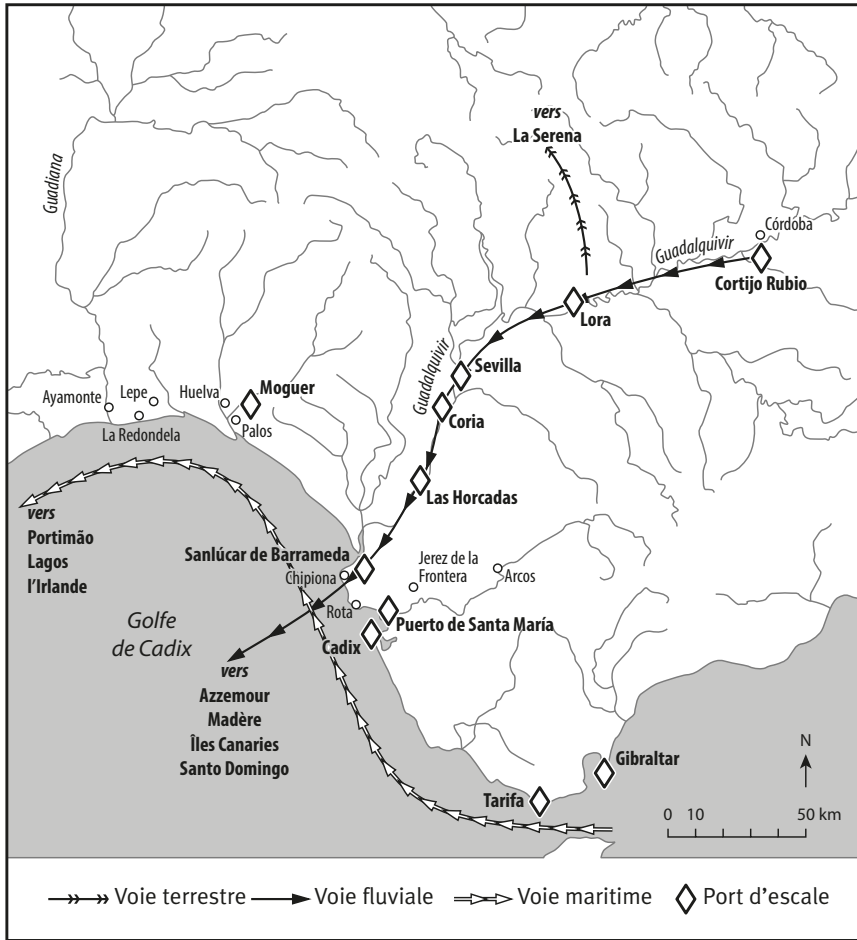 vers
La Serena
Guadiana
Córdoba
Guadalquivir
Cortijo Rubio
Lora
Guadalquivir
Sevilla
Moguer
Huelva
Lepe
Ayamonte
Palos
La Redondela
Coria
Las Horcadas
vers
Portimão
Lagos
l'Irlande
Sanlúcar de Barrameda
Chipiona
Jerez de la
Frontera
Arcos
Rota
Puerto de Santa María
Cadix
Golfe
de Cadix
vers
Azzemour
Madère
Îles Canaries
Santo Domingo
Gibraltar
Tarifa
N
0 10 50 km
Voie terrestre Voie fluviale Voie maritime Port d'escale